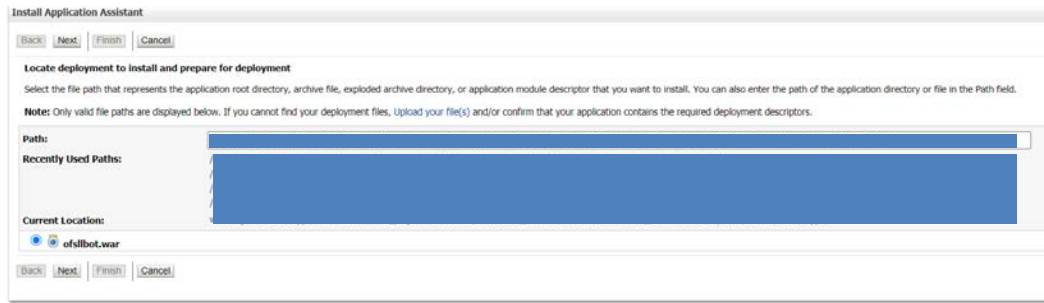 Install Application Assistant
Back Next Finish Cancel
Locate deployment to install and prepare for deployment
Select the file path that represents the application root directory, archive file, exploded archive directory, or application module descriptor that you want to install. You can also enter the path of the application directory or file in the Path field.
Note: Only valid file paths are displayed below. If you cannot find your deployment files, Upload your file(s) and/or confirm that your application contains the required deployment descriptors.
Path:
Recently Used Paths: /
/
/
/
Current Location:
ofsllbot.war
Back Next Finish Cancel